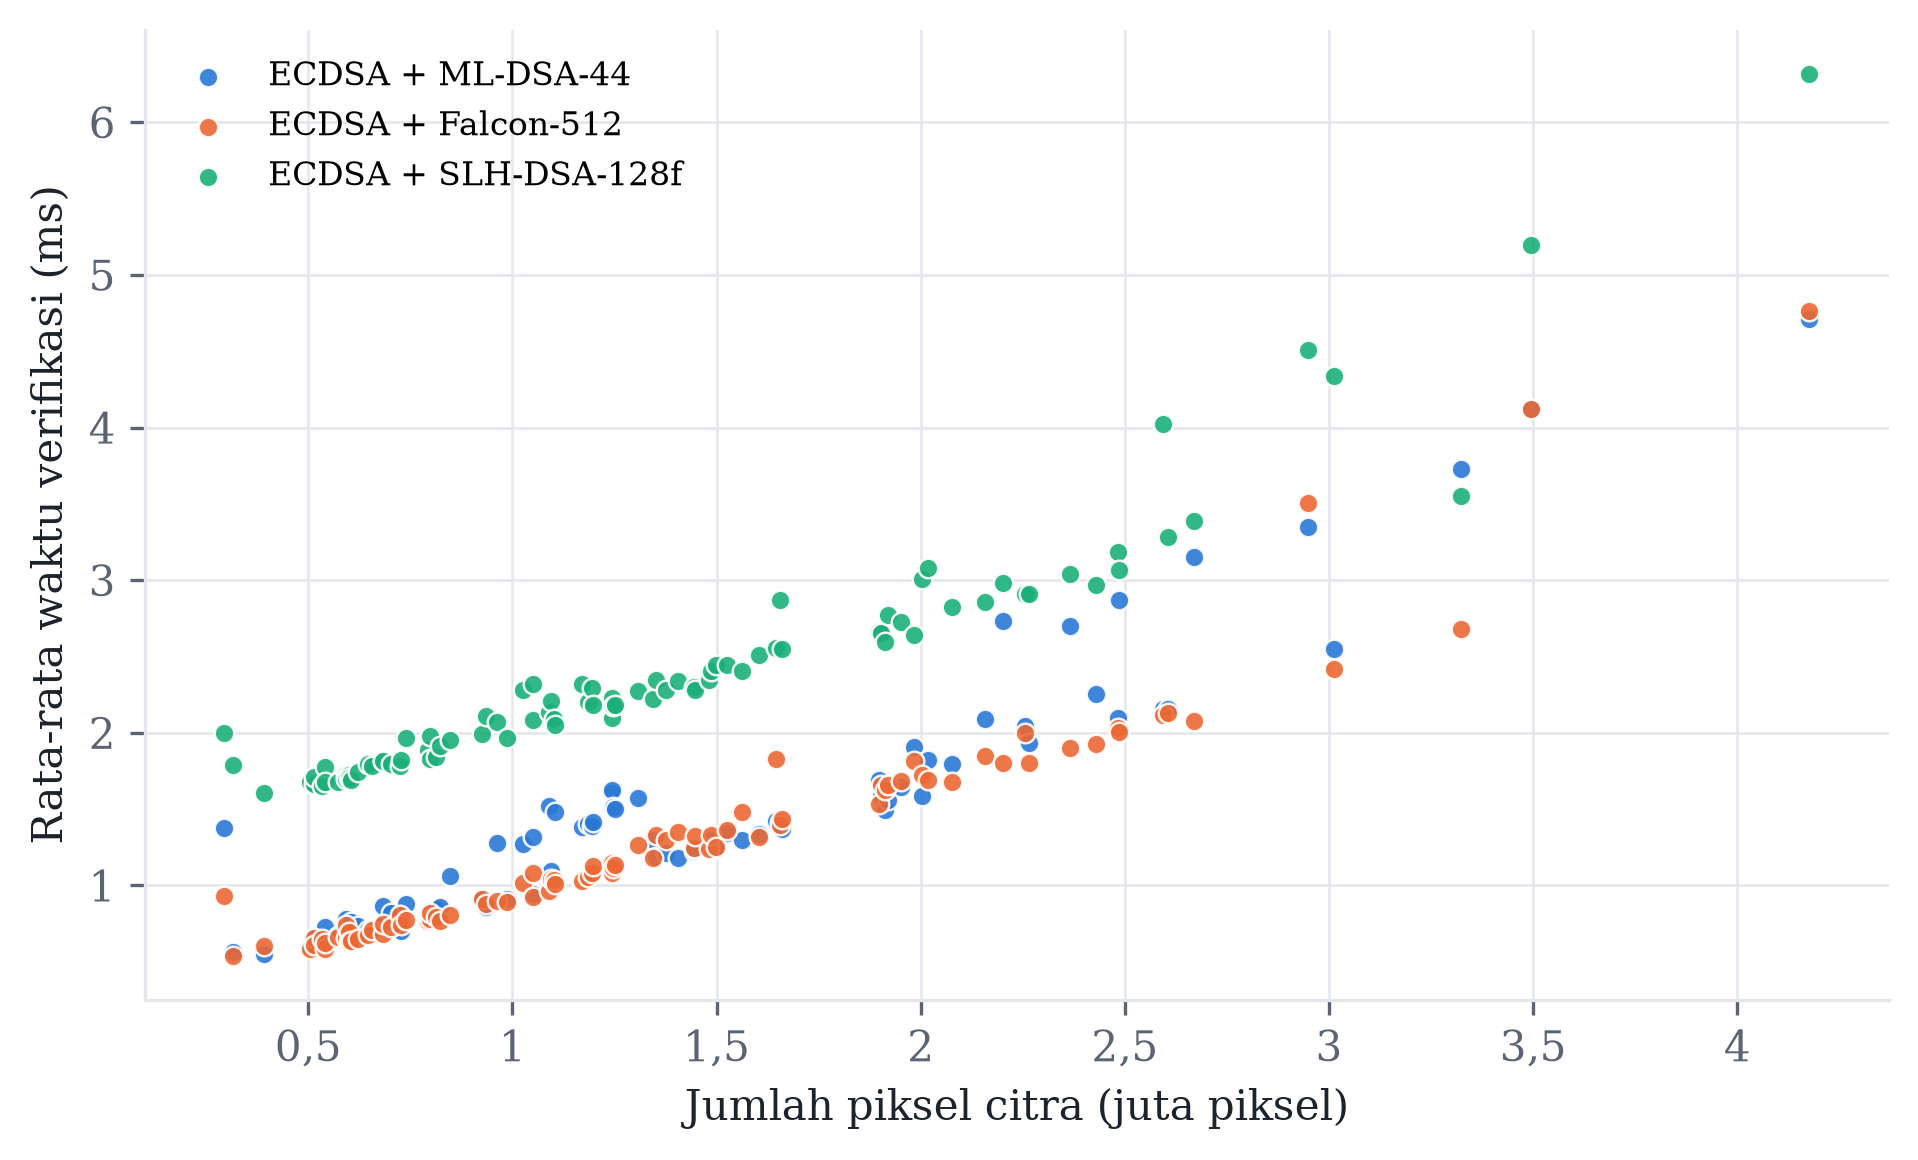 ECDSA + ML-DSA-44
ECDSA + Falcon-512
ECDSA + SLH-DSA-128f
Rata-rata waktu verifikasi (ms)
6
5
4
3
2
1
0,5 1 1,5 2 2,5 3 3,5 4
Jumlah piksel citra (juta piksel)